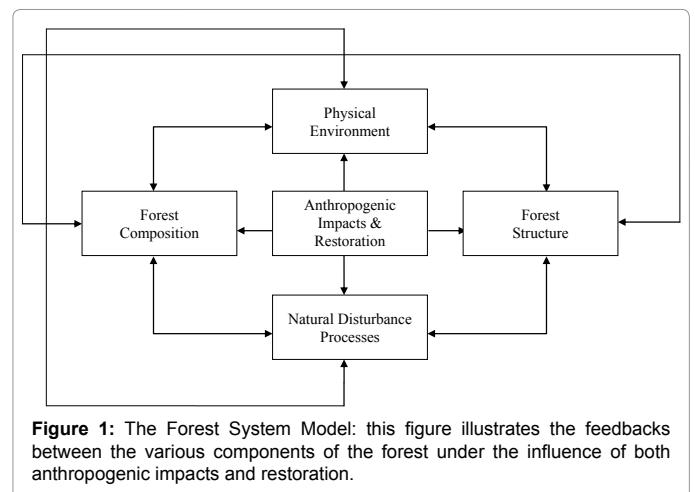 Physical
Environment
Forest
Composition
Anthropogenic
Impacts &
Restoration
Forest
Structure
Natural Disturbance
Processes
Figure 1: The Forest System Model: this figure illustrates the feedbacks
between the various components of the forest under the influence of both
anthropogenic impacts and restoration.